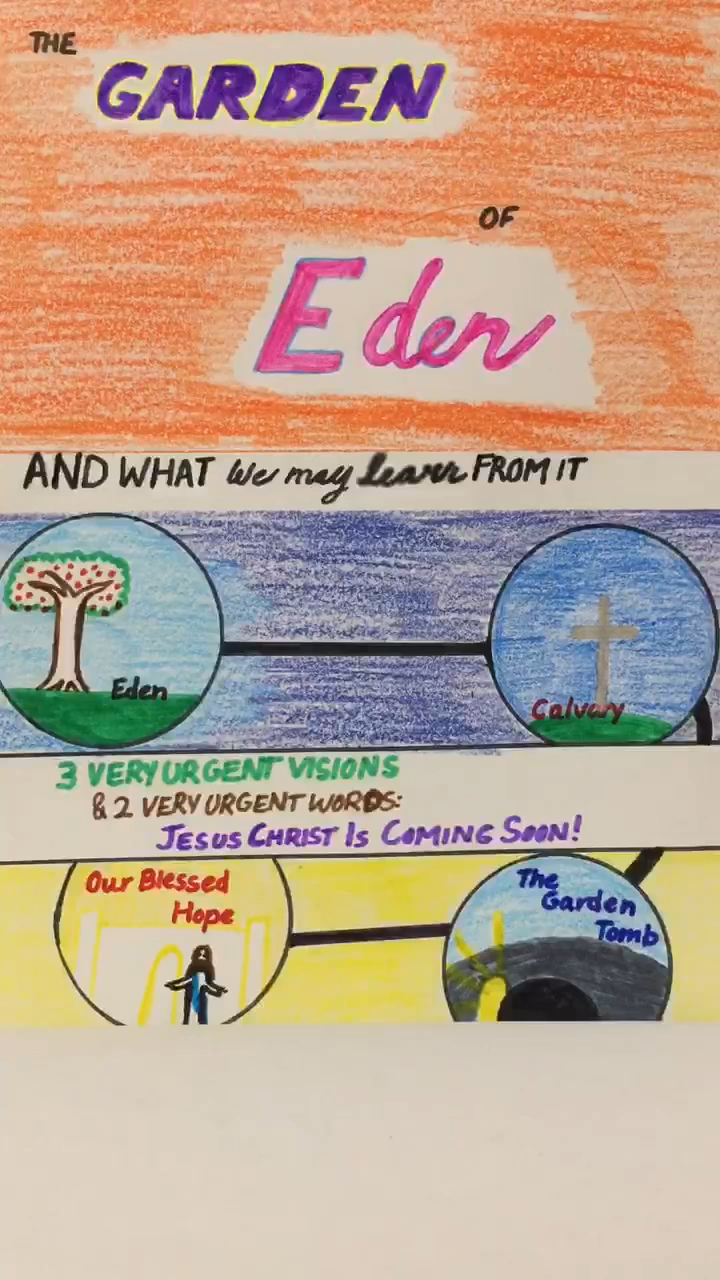 THE
GARDEN
OF
Eden
AND WHAT We may learn FROM IT
Eden
Calvary
3 VERY URGENT VISIONS
& 2 VERY URGENT WORDS:
JESUS CHRIST IS COMING SOON!
Our Blessed
Hope
The
Garden
Tomb